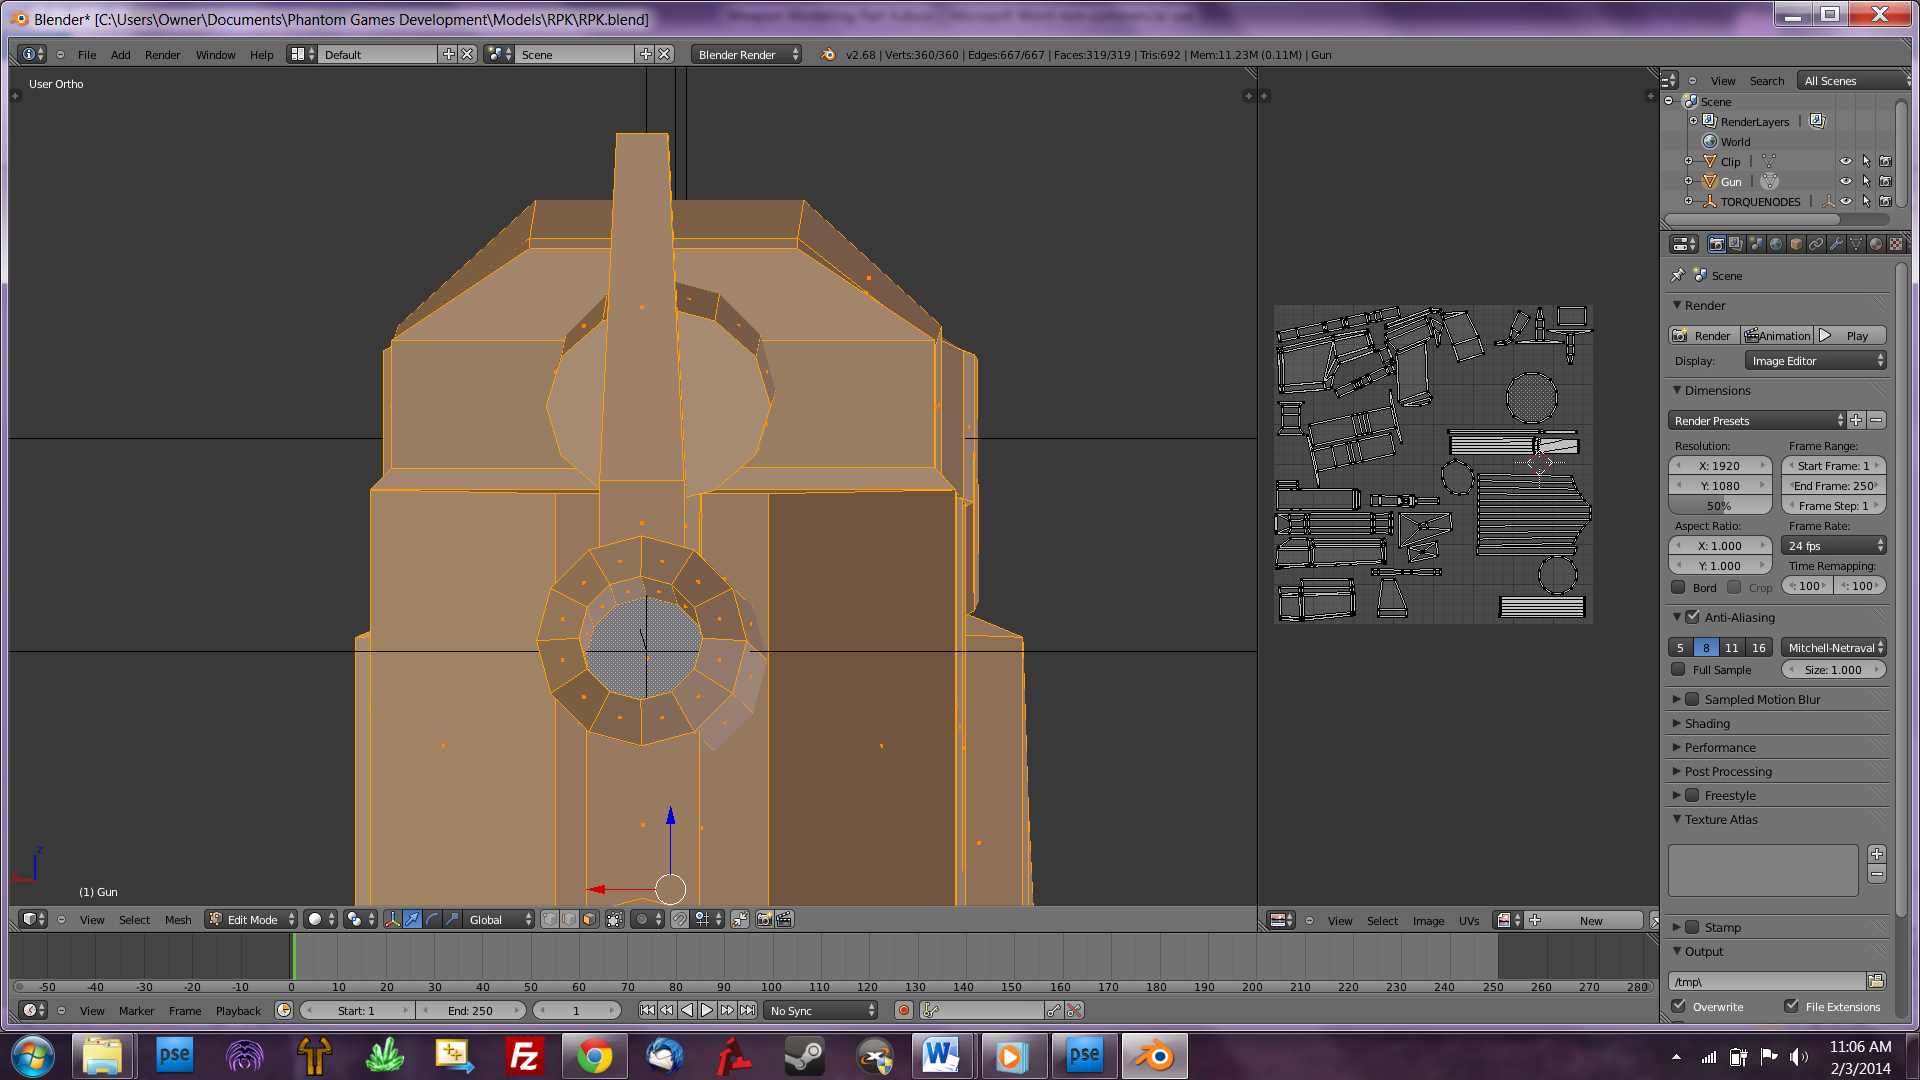 Blender* [C:\Users\Owner\Documents\Phantom Games Development\Models\RPK\RPK.blend]
File Add Render Window Help Default Scene Blender Render v2.68 | Verts:360/360 | Edges:667/667 | Faces:319/319 | Tris:692 | Mem:11.23M (0.11M) | Gun
User Ortho
View Search All Scenes
Scene
RenderLayers
World
Clip
Gun
TORQUENODES
Scene
Render
Render Animation Play
Display: Image Editor
Dimensions
Render Presets
Resolution: Frame Range:
X: 1920 Start Frame: 1
Y: 1080 End Frame: 250
50% Frame Step: 1
Aspect Ratio: Frame Rate:
X: 1.000 24 fps
Y: 1.000 Time Remapping:
Bord Crop : 100 : 100
Anti-Aliasing
5 8 11 16 Mitchell-Netraval
Full Sample Size: 1.000
Sampled Motion Blur
Shading
Performance
Post Processing
Freestyle
Texture Atlas
Stamp
Output
/tmp\
Overwrite File Extensions
z
(1) Gun
View Select Mesh Edit Mode Global
View Select Image UVs New
-50 -40 -30 -20 -10 0 10 20 30 40 50 60 70 80 90 100 110 120 130 140 150 160 170 180 190 200 210 220 230 240 250 260 270 280
View Marker Frame Playback Start: 1 End: 250 1 No Sync
pse Fz W pse
11:06 AM
2/3/2014